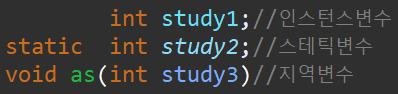 int study1;//인스턴스변수
static  int study2;//스테틱변수
void as(int study3)//지역변수